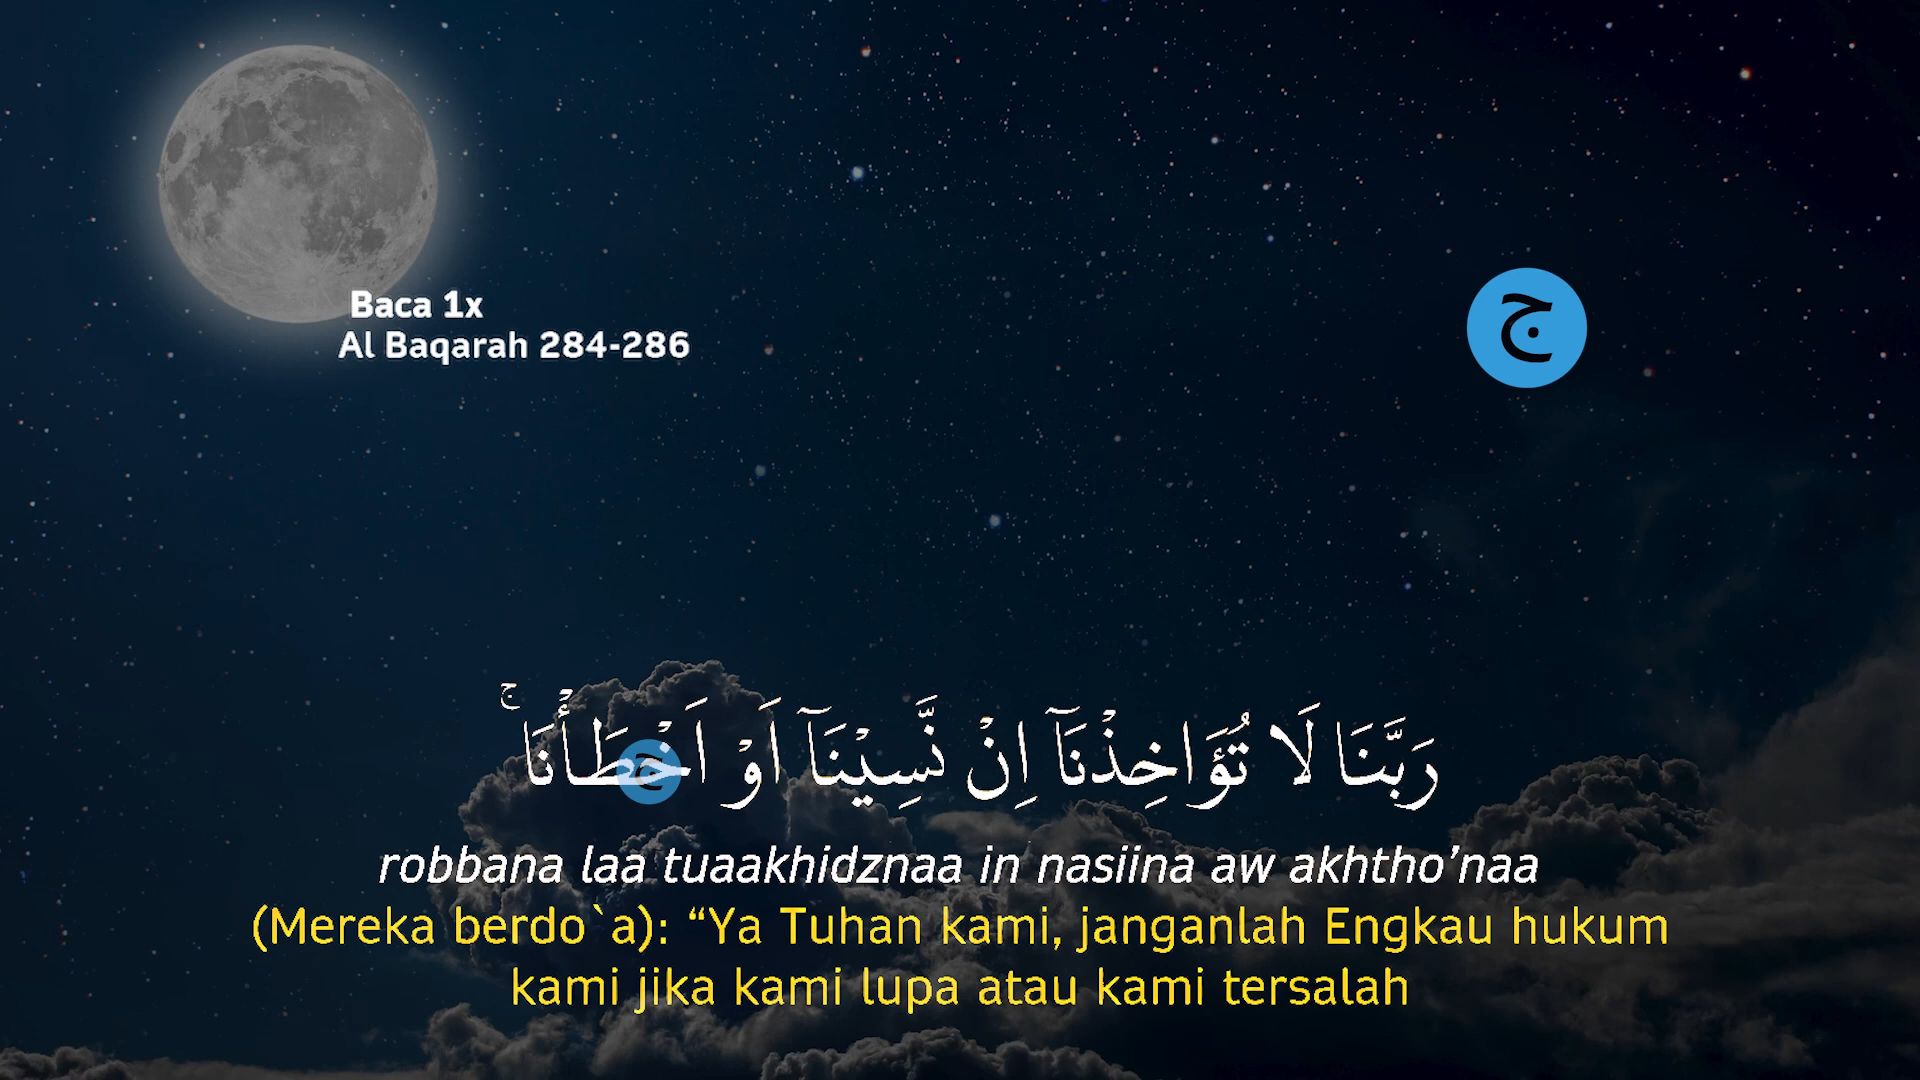 Baca 1x
Al Baqarah 284-286
ج
رَبَّنَا لَا تُؤَاخِذْنَآ اِنْ نَّسِيْنَآ اَوْ اَخْطَأْنَا ۚ
ج
robbana laa tuaakhidznaa in nasiina aw akhtho’naa
(Mereka berdo`a): “Ya Tuhan kami, janganlah Engkau hukum
kami jika kami lupa atau kami tersalah